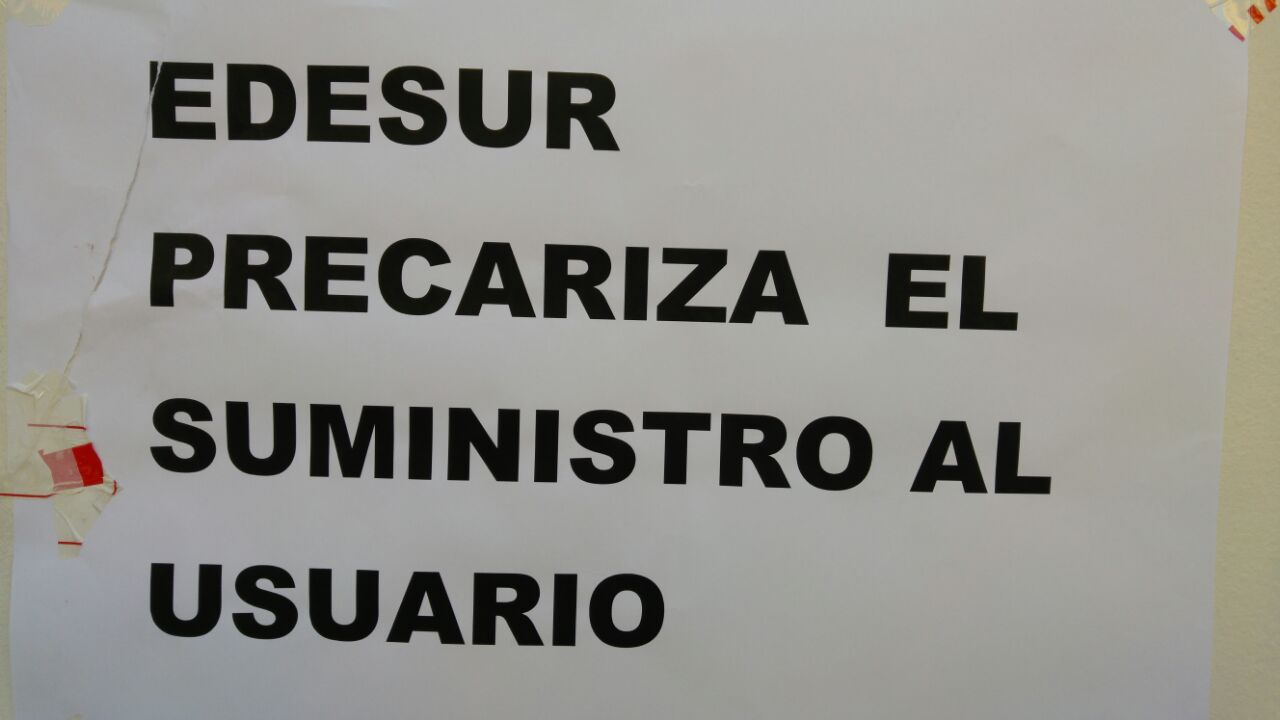 EDESUR
PRECARIZA EL
SUMINISTRO AL
USUARIO